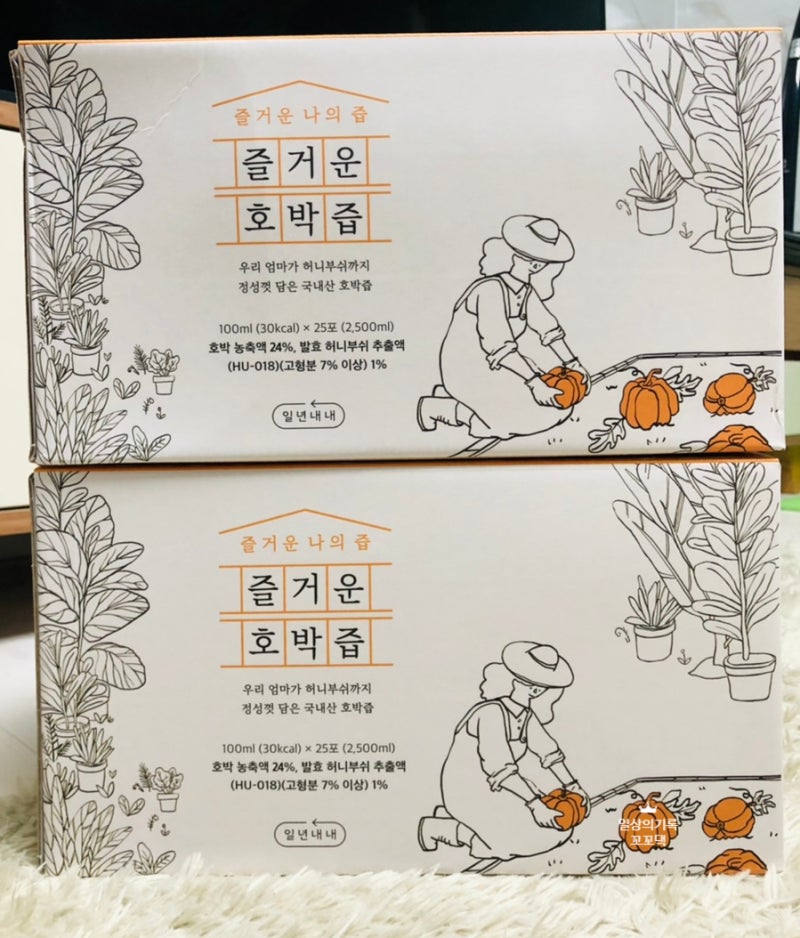 즐거운 나의 즙
즐거운
호박즙
우리 엄마가 허니부쉬까지
정성껏 담은 국내산 호박즙
100ml (30kcal) × 25포 (2,500ml)
호박 농축액 24%, 발효 허니부쉬 추출액
(HU-018)(고형분 7% 이상) 1%
일년내내
즐거운 나의 즙
즐거운
호박즙
우리 엄마가 허니부쉬까지
정성껏 담은 국내산 호박즙
100ml (30kcal) × 25포 (2,500ml)
호박 농축액 24%, 발효 허니부쉬 추출액
(HU-018)(고형분 7% 이상) 1%
일년내내
일상의기록
꼬꼬댁